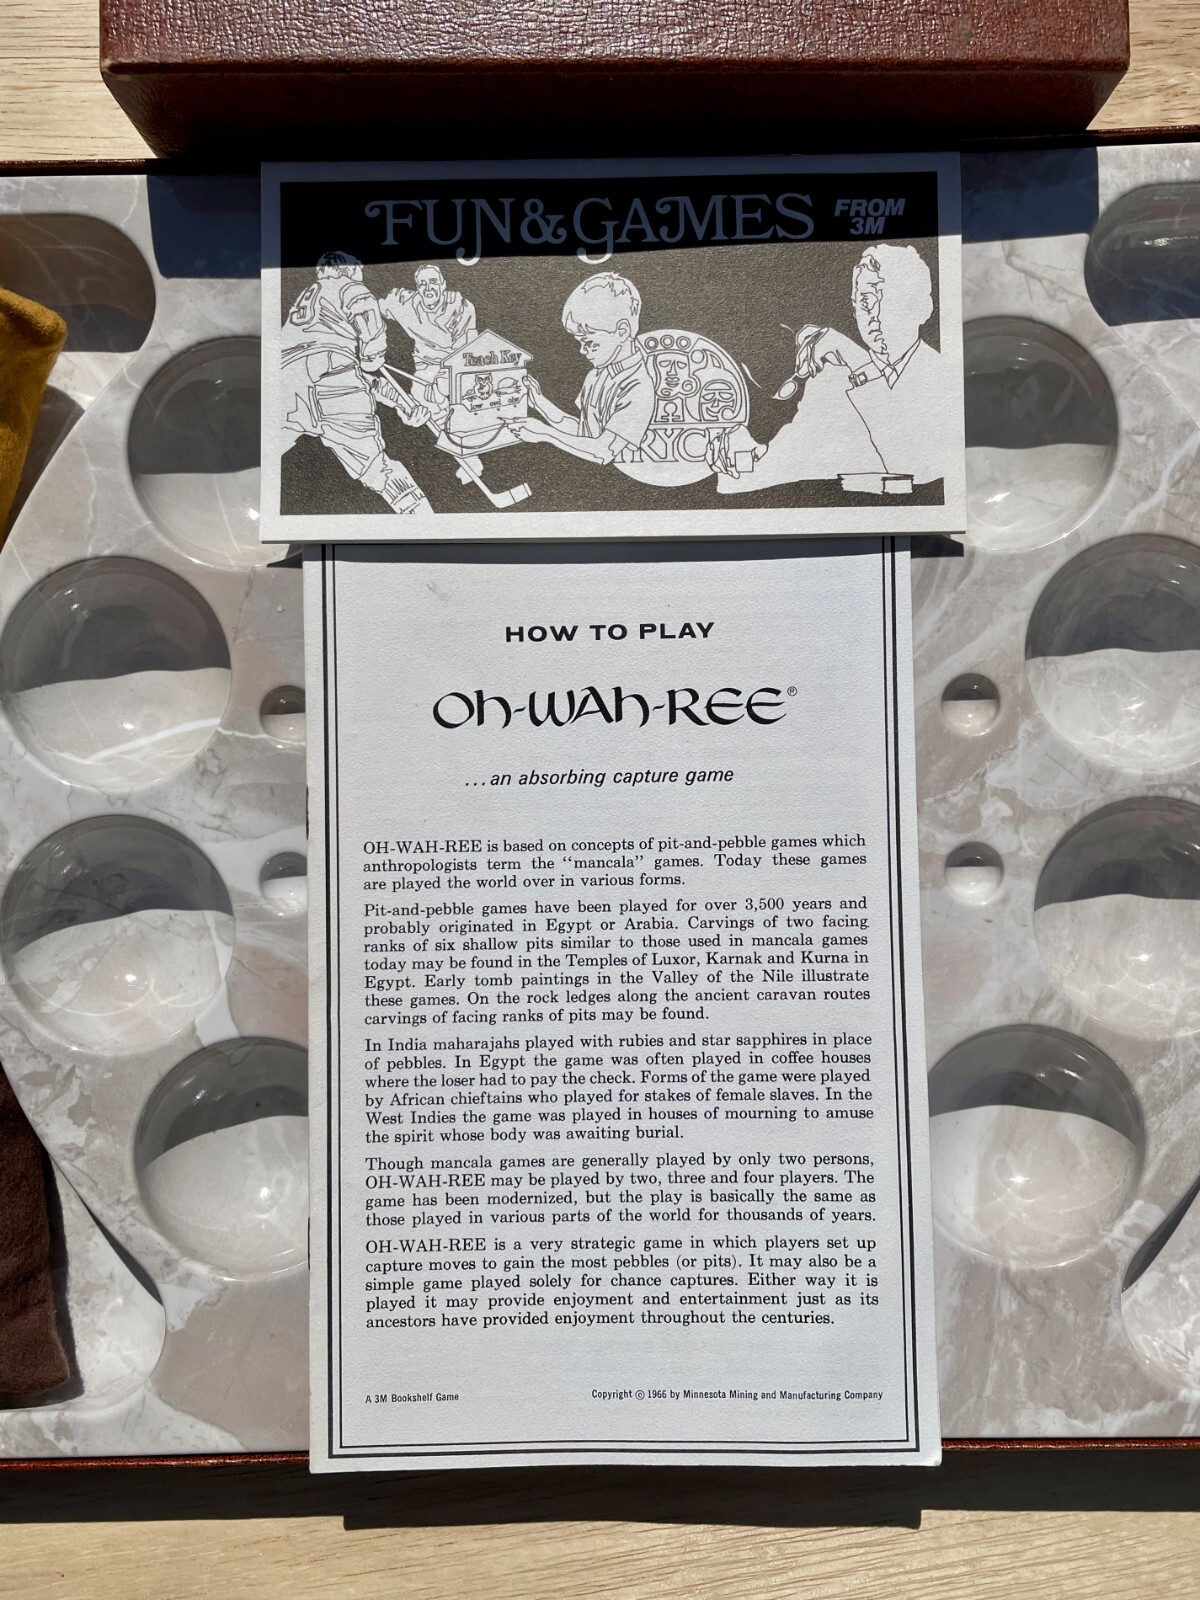 FUN & GAMES FROM
3M
9
Teach Key
low owl slow
RYCH
HOW TO PLAY
Oh-WAh-REE®
...an absorbing capture game
OH-WAH-REE is based on concepts of pit-and-pebble games which
anthropologists term the “mancala” games. Today these games
are played the world over in various forms.
Pit-and-pebble games have been played for over 3,500 years and
probably originated in Egypt or Arabia. Carvings of two facing
ranks of six shallow pits similar to those used in mancala games
today may be found in the Temples of Luxor, Karnak and Kurna in
Egypt. Early tomb paintings in the Valley of the Nile illustrate
these games. On the rock ledges along the ancient caravan routes
carvings of facing ranks of pits may be found.
In India maharajahs played with rubies and star sapphires in place
of pebbles. In Egypt the game was often played in coffee houses
where the loser had to pay the check. Forms of the game were played
by African chieftains who played for stakes of female slaves. In the
West Indies the game was played in houses of mourning to amuse
the spirit whose body was awaiting burial.
Though mancala games are generally played by only two persons,
OH-WAH-REE may be played by two, three and four players. The
game has been modernized, but the play is basically the same as
those played in various parts of the world for thousands of years.
OH-WAH-REE is a very strategic game in which players set up
capture moves to gain the most pebbles (or pits). It may also be a
simple game played solely for chance captures. Either way it is
played it may provide enjoyment and entertainment just as its
ancestors have provided enjoyment throughout the centuries.
A 3M Bookshelf Game
Copyright © 1966 by Minnesota Mining and Manufacturing Company